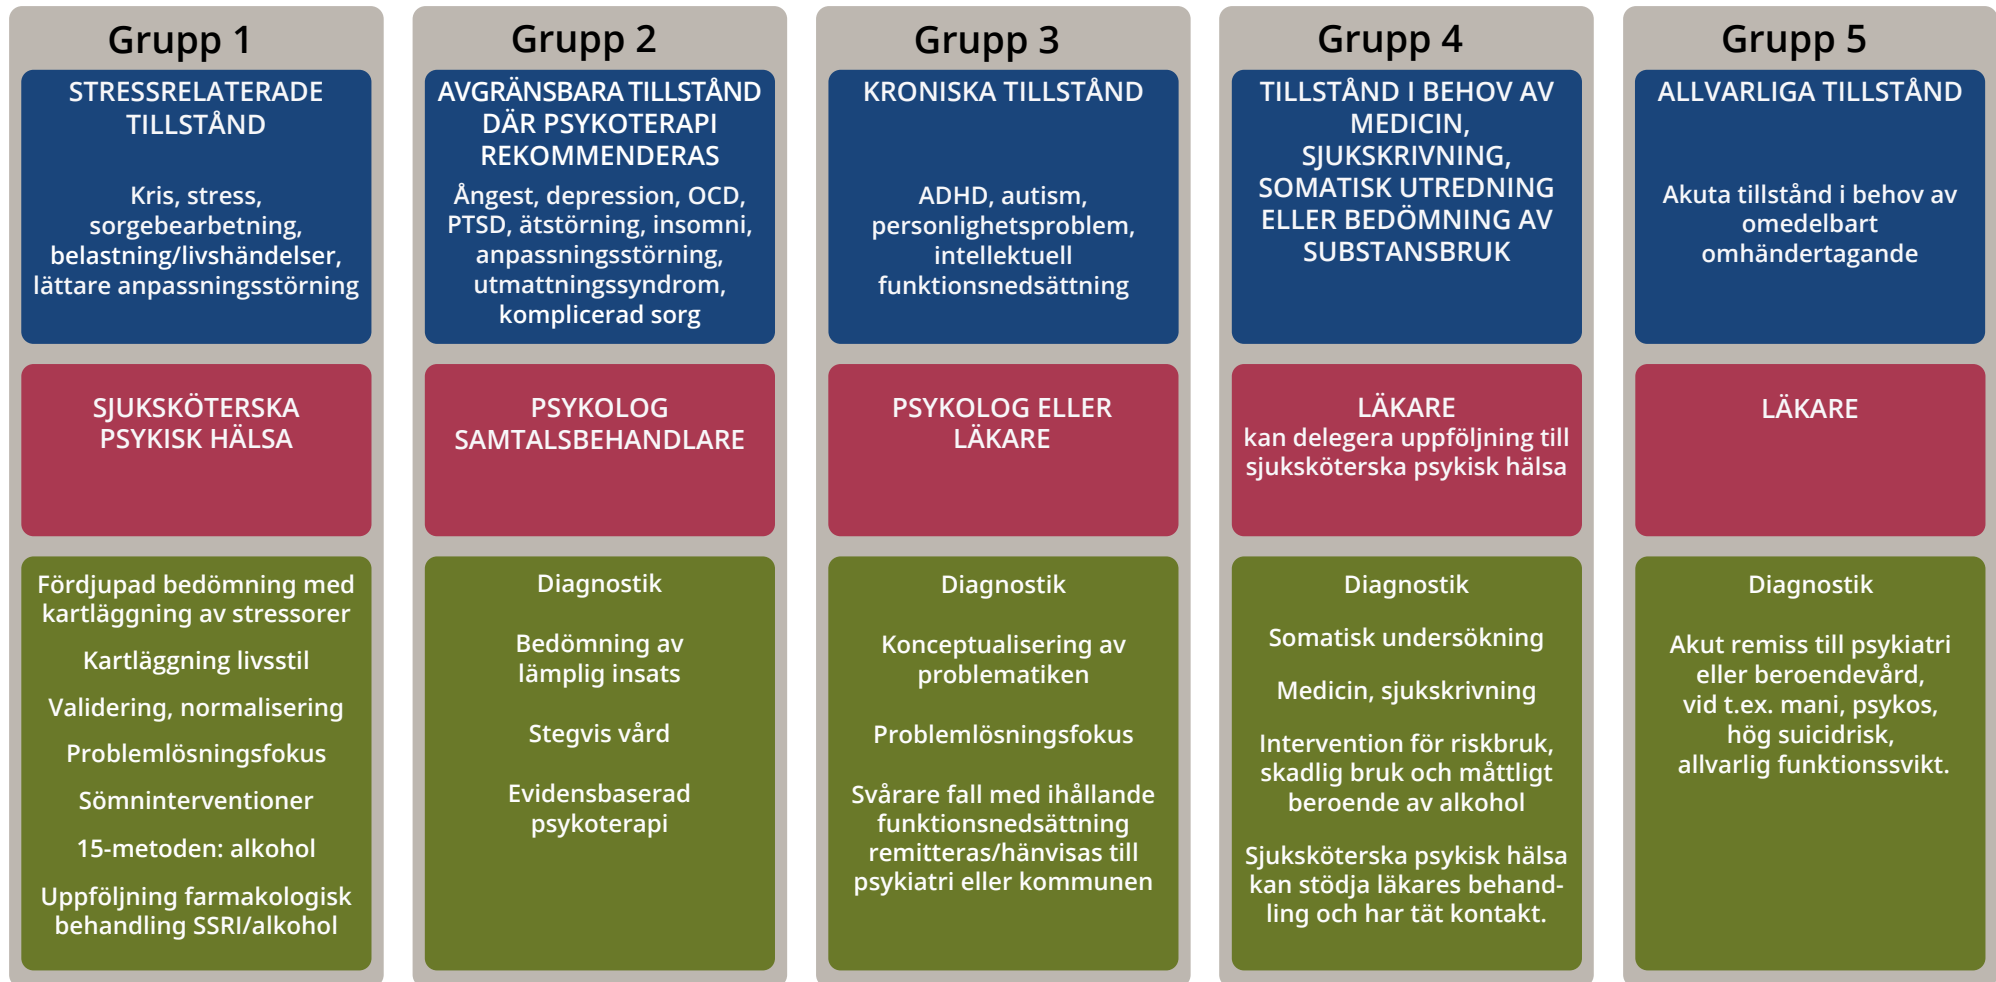 Grupp 1
STRESSRELATERADE
TILLSTÅND
Kris, stress,
sorgebearbetning,
belastning/livshändelser,
lättare anpassningsstörning
SJUKSKÖTERSKA
PSYKISK HÄLSA
Fördjupad bedömning med
kartläggning av stressorer
Kartläggning livsstil
Validering, normalisering
Problemlösningsfokus
Sömninterventioner
15-metoden: alkohol
Uppföljning farmakologisk
behandling SSRI/alkohol
Grupp 2
AVGRÄNSBARA TILLSTÅND
DÄR PSYKOTERAPI
REKOMMENDERAS
Ångest, depression, OCD,
PTSD, ätstörning, insomni,
anpassningsstörning,
utmattningssyndrom,
komplicerad sorg
PSYKOLOG
SAMTALSBEHANDLARE
Diagnostik
Bedömning av
lämplig insats
Stegvis vård
Evidensbaserad
psykoterapi
Grupp 3
KRONISKA TILLSTÅND
ADHD, autism,
personlighetsproblem,
intellektuell
funktionsnedsättning
PSYKOLOG ELLER
LÄKARE
Diagnostik
Konceptualisering av
problematiken
Problemlösningsfokus
Svårare fall med ihållande
funktionsnedsättning
remitteras/hänvisas till
psykiatri eller kommunen
Grupp 4
TILLSTÅND I BEHOV AV
MEDICIN,
SJUKSKRIVNING,
SOMATISK UTREDNING
ELLER BEDÖMNING AV
SUBSTANSBRUK
LÄKARE
kan delegera uppföljning till
sjuksköterska psykisk hälsa
Diagnostik
Somatisk undersökning
Medicin, sjukskrivning
Intervention för riskbruk,
skadlig bruk och måttligt
beroende av alkohol
Sjuksköterska psykisk hälsa
kan stödja läkares behand-
ling och har tät kontakt.
Grupp 5
ALLVARLIGA TILLSTÅND
Akuta tillstånd i behov av
omedelbart
omhändertagande
LÄKARE
Diagnostik
Akut remiss till psykiatri
eller beroendevård,
vid t.ex. mani, psykos,
hög suicidrisk,
allvarlig funktionssvikt.